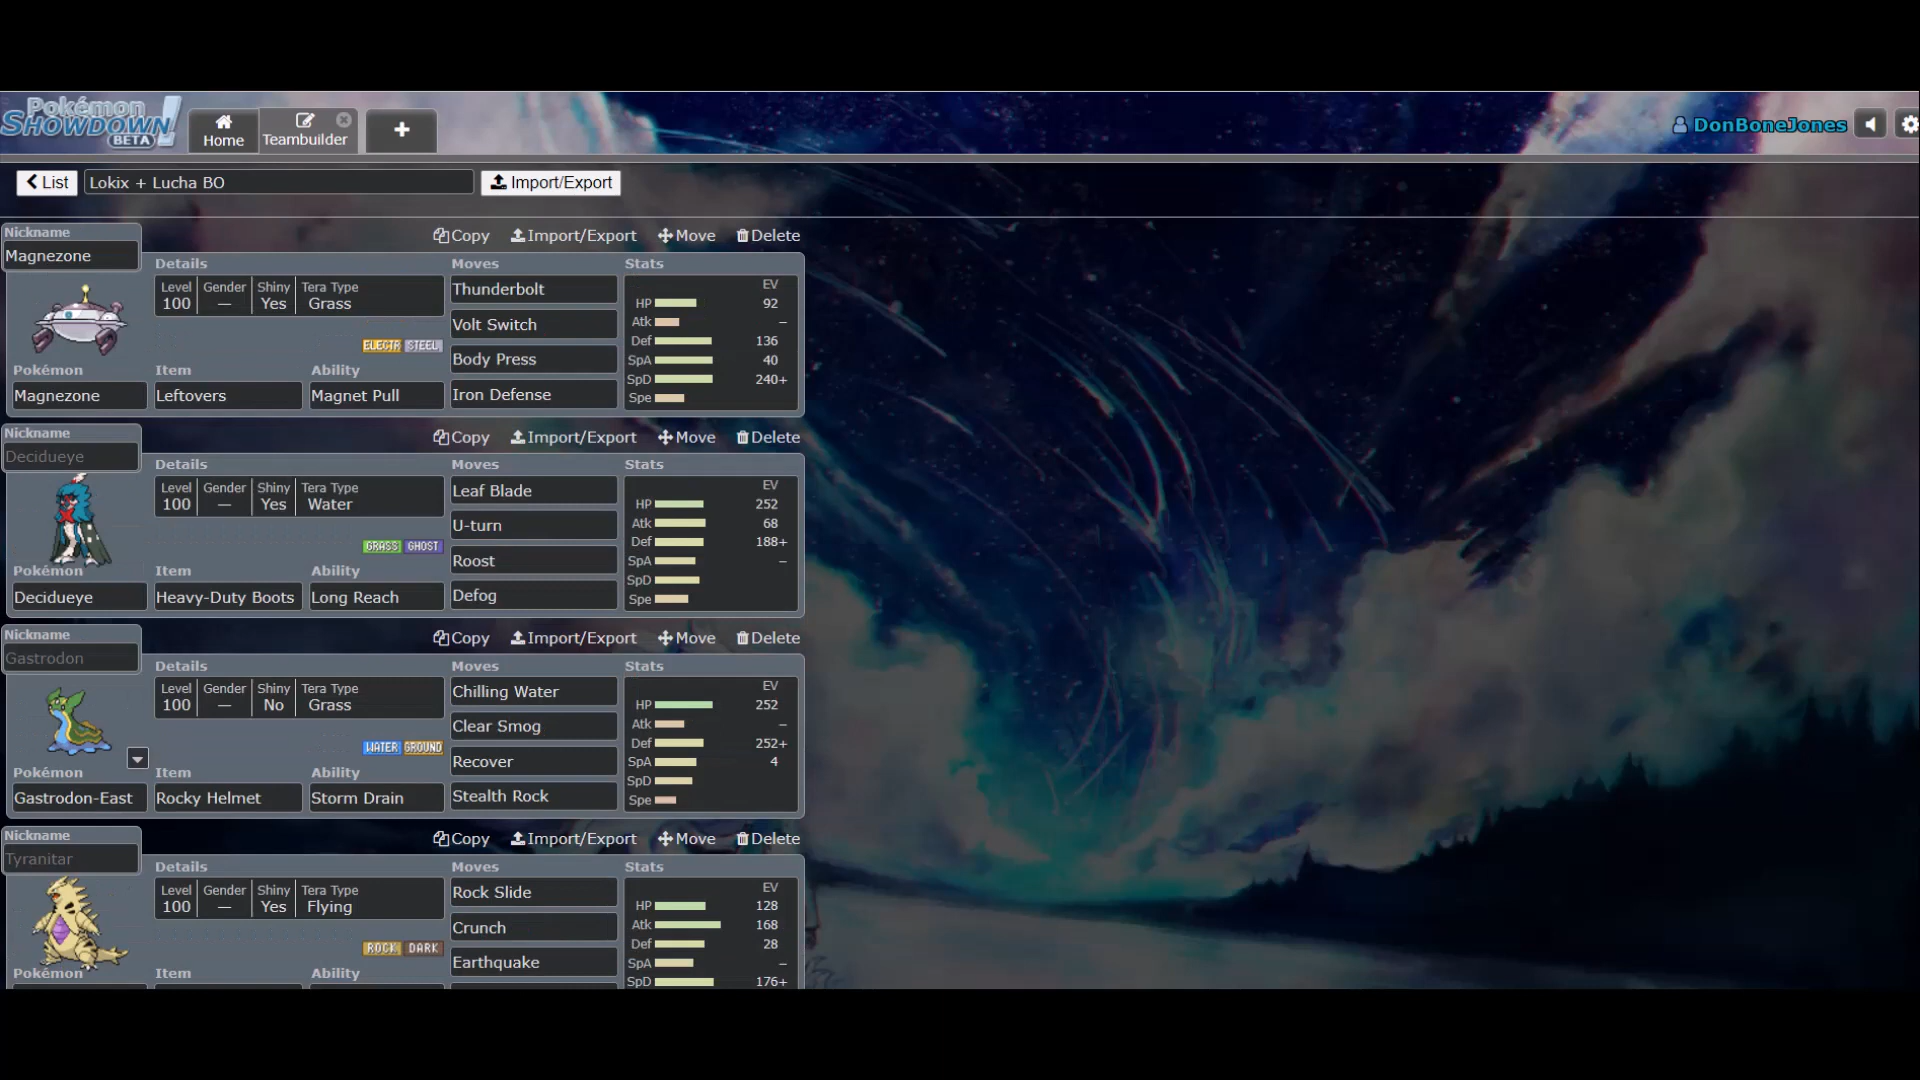 Pokémon
SHOWDOWN!
BETA
Home
Teambuilder
DonBoneJones
List
Lokix + Lucha BO
Import/Export
Nickname
Magnezone
Copy Import/Export Move Delete
Details Moves Stats
Level Gender Shiny Tera Type
100 — Yes Grass
ELECTR STEEL
Pokémon Item Ability
Magnezone Leftovers Magnet Pull
Thunderbolt
Volt Switch
Body Press
Iron Defense
EV
HP 92
Atk –
Def 136
SpA 40
SpD 240+
Spe
Nickname
Decidueye
Copy Import/Export Move Delete
Details Moves Stats
Level Gender Shiny Tera Type
100 — Yes Water
GRASS GHOST
Pokémon Item Ability
Decidueye Heavy-Duty Boots Long Reach
Leaf Blade
U-turn
Roost
Defog
EV
HP 252
Atk 68
Def 188+
SpA –
SpD
Spe
Nickname
Gastrodon
Copy Import/Export Move Delete
Details Moves Stats
Level Gender Shiny Tera Type
100 — No Grass
WATER GROUND
Pokémon Item Ability
Gastrodon-East Rocky Helmet Storm Drain
Chilling Water
Clear Smog
Recover
Stealth Rock
EV
HP 252
Atk –
Def 252+
SpA 4
SpD
Spe
Nickname
Tyranitar
Copy Import/Export Move Delete
Details Moves Stats
Level Gender Shiny Tera Type
100 — Yes Flying
ROCK DARK
Pokémon Item Ability
Rock Slide
Crunch
Earthquake
EV
HP 128
Atk 168
Def 28
SpA –
SpD 176+